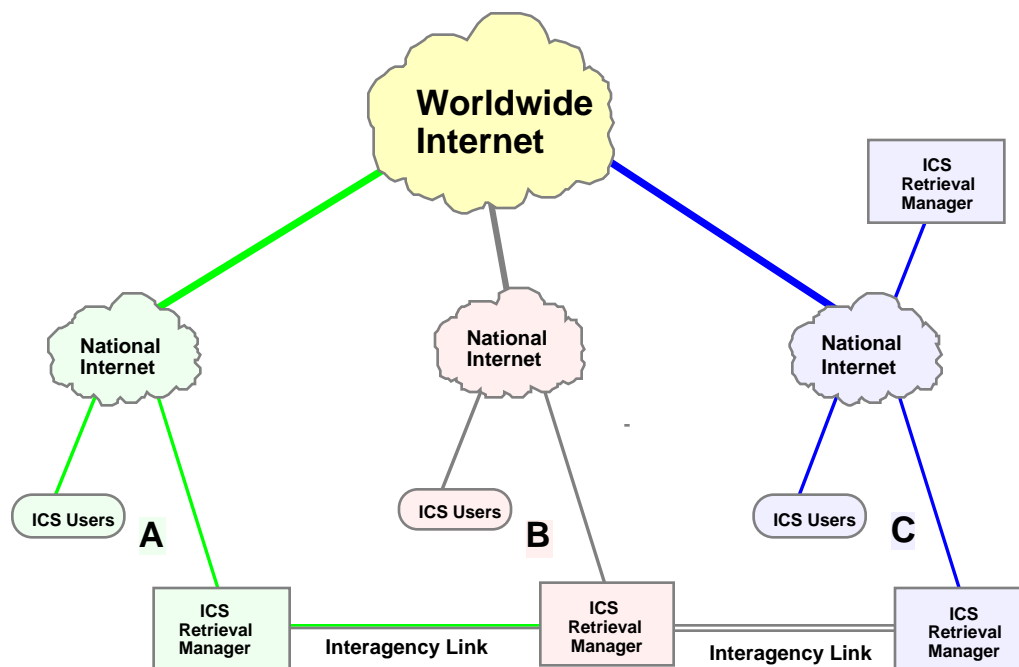 Worldwide
Internet
ICS
Retrieval
Manager
National
Internet
National
Internet
National
Internet
ICS Users
A
ICS Users
B
ICS Users
C
ICS
Retrieval
Manager
Interagency Link
ICS
Retrieval
Manager
Interagency Link
ICS
Retrieval
Manager